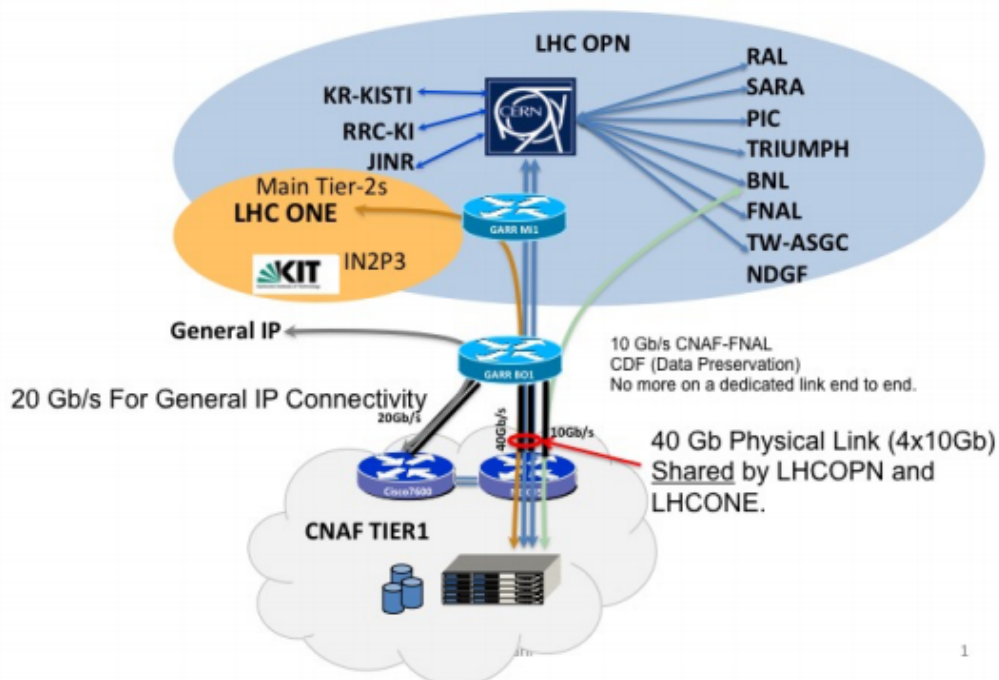 LHC OPN
CERN
KR-KISTI
RRC-KI
JINR
RAL
SARA
PIC
TRIUMPH
BNL
FNAL
TW-ASGC
NDGF
Main Tier-2s
LHC ONE
KIT
IN2P3
GARR Mi1
General IP
GARR BO1
10 Gb/s CNAF-FNAL
CDF (Data Preservation)
No more on a dedicated link end to end.
20 Gb/s For General IP Connectivity
20Gb/s
40Gb/s
10Gb/s
40 Gb Physical Link (4x10Gb)
Shared by LHCOPN and
LHCONE.
Cisco7600
CNAF TIER1
1